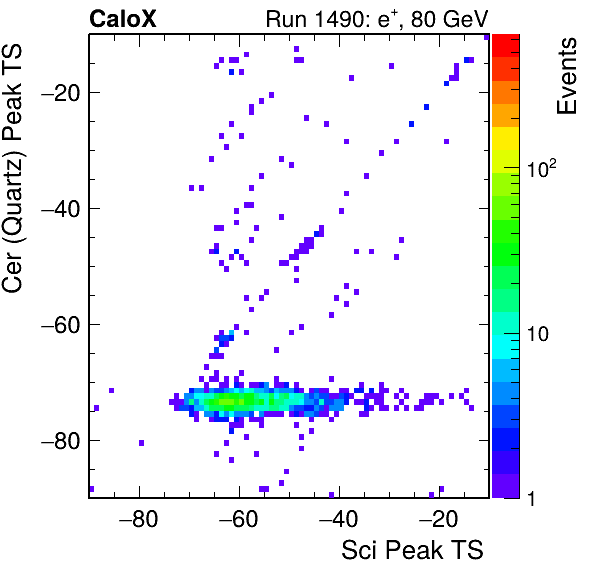 CaloX Run 1490: e⁺, 80 GeV
Cer (Quartz) Peak TS
−20
−40
−60
−80
−80 −60 −40 −20
Sci Peak TS
Events
10²
10
1